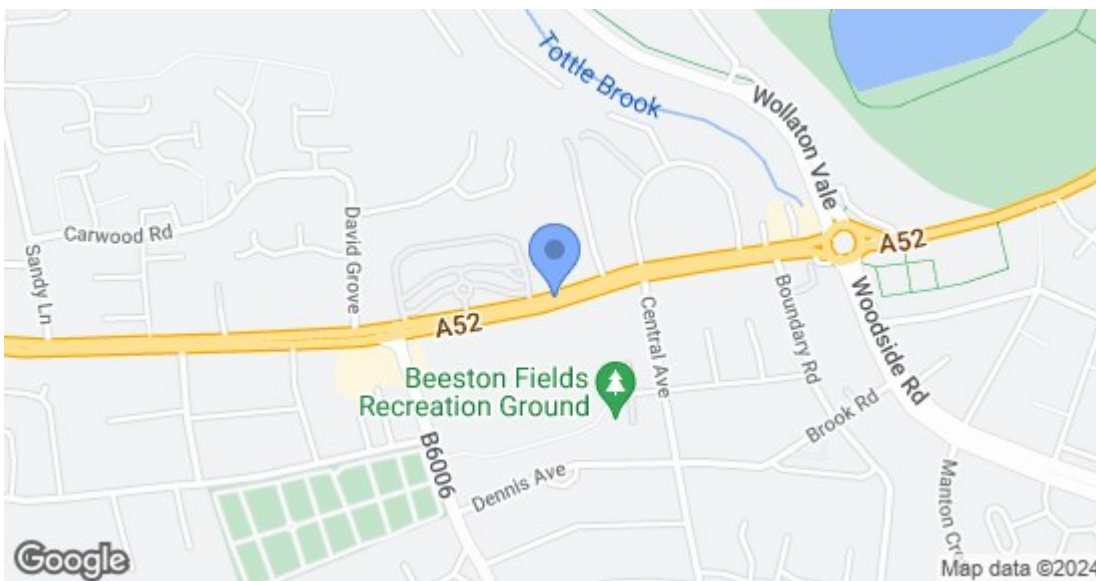 Tottle Brook
Wollaton Vale
Carwood Rd
David Grove
Sandy Ln
A52
A52
Woodside Rd
Boundary Rd
Central Ave
Beeston Fields
Recreation Ground
B6006
Brook Rd
Dennis Ave
Manton Cre
Google
Map data ©2024